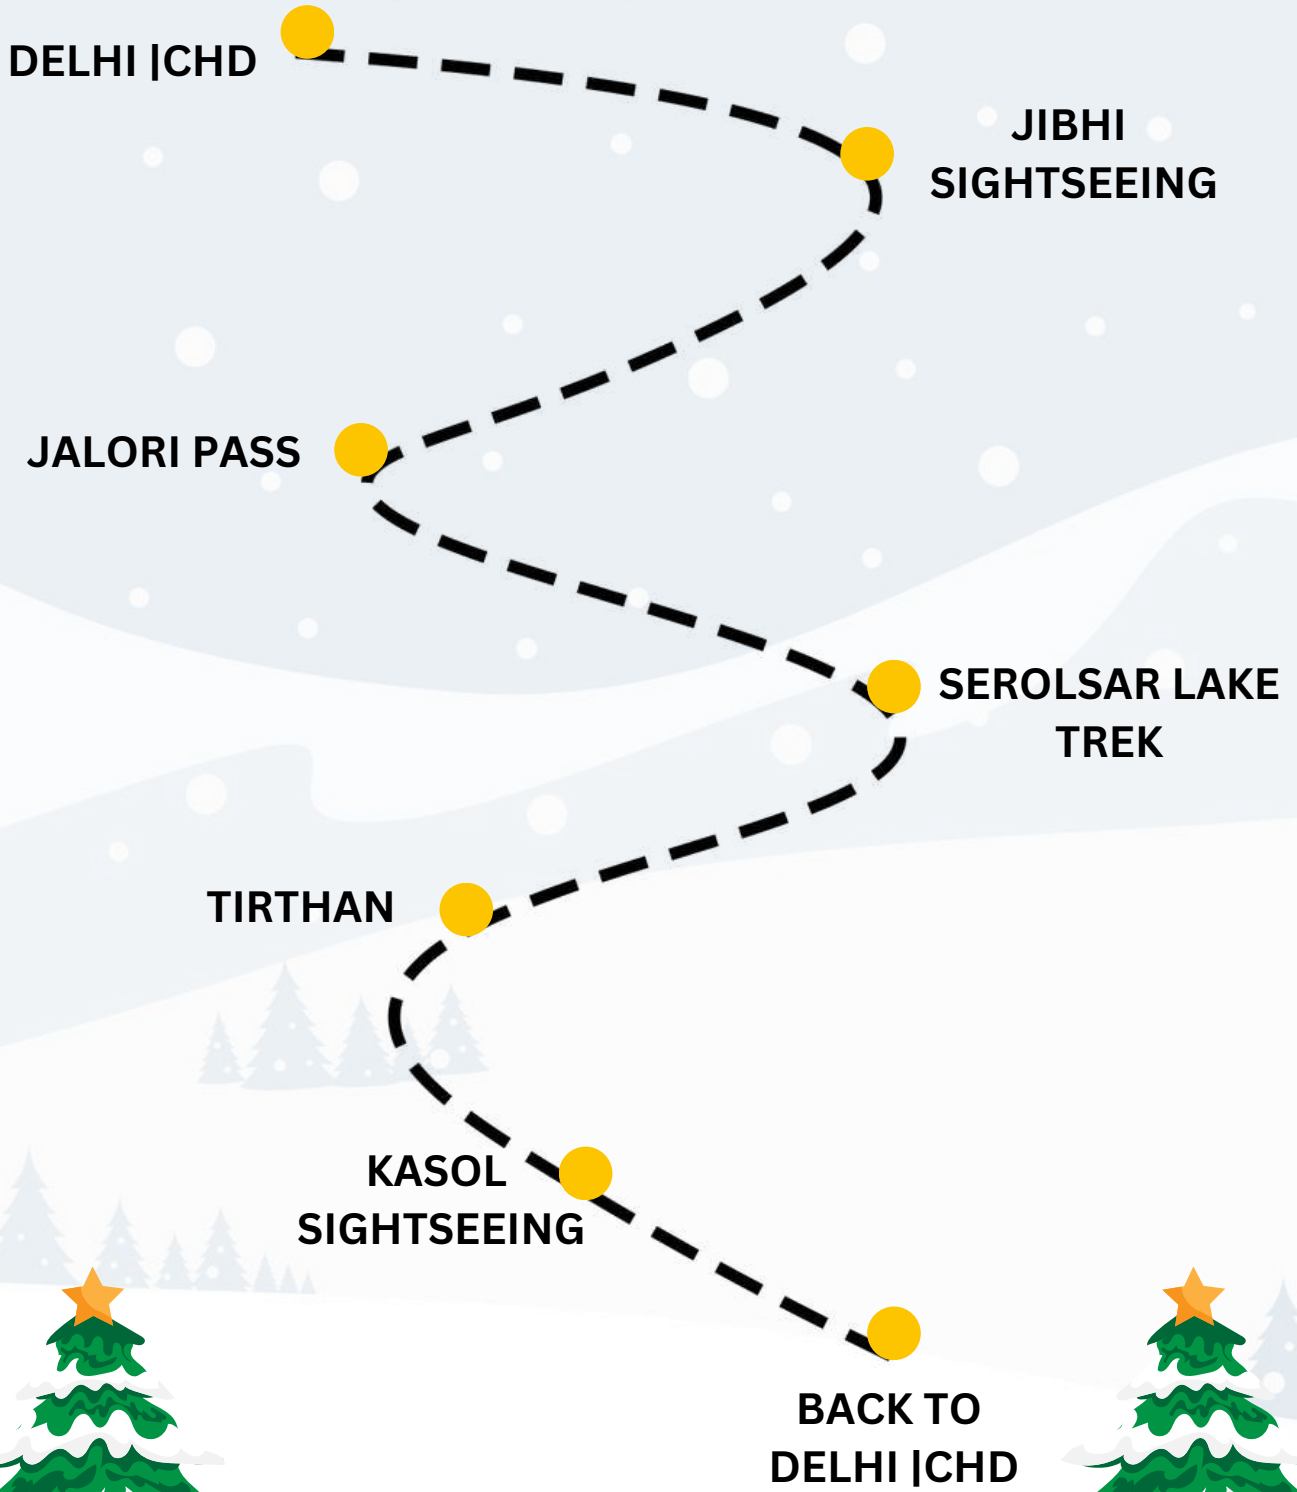 DELHI |CHD
JIBHI
SIGHTSEEING
JALORI PASS
SEROLSAR LAKE
TREK
TIRTHAN
KASOL
SIGHTSEEING
BACK TO
DELHI |CHD